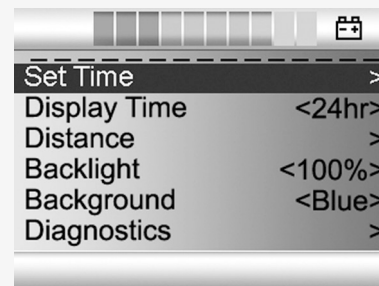 Set Time >
Display Time <24hr>
Distance >
Backlight <100%>
Background <Blue>
Diagnostics >